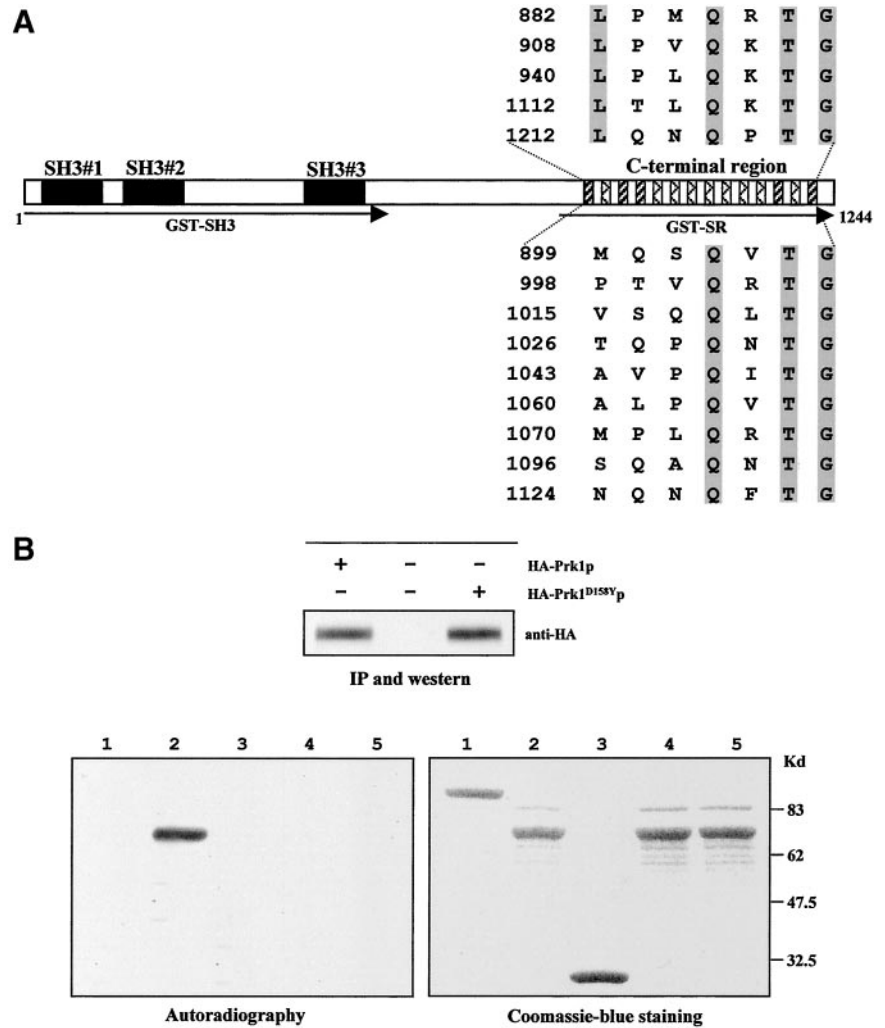 A
882 L P M Q R T G
908 L P V Q K T G
940 L P L Q K T G
1112 L T L Q K T G
1212 L Q N Q P T G
SH3#1 SH3#2 SH3#3 C-terminal region
1 GST-SH3 GST-SR 1244
899 M Q S Q V T G
998 P T V Q R T G
1015 V S Q Q L T G
1026 T Q P Q N T G
1043 A V P Q I T G
1060 A L P Q V T G
1070 M P L Q R T G
1096 S Q A Q N T G
1124 N Q N Q F T G
B
+ - - HA-Prk1p
- - + HA-Prk1D158Yp
anti-HA
IP and western
1 2 3 4 5 1 2 3 4 5 Kd
83
62
47.5
32.5
Autoradiography Coomassie-blue staining